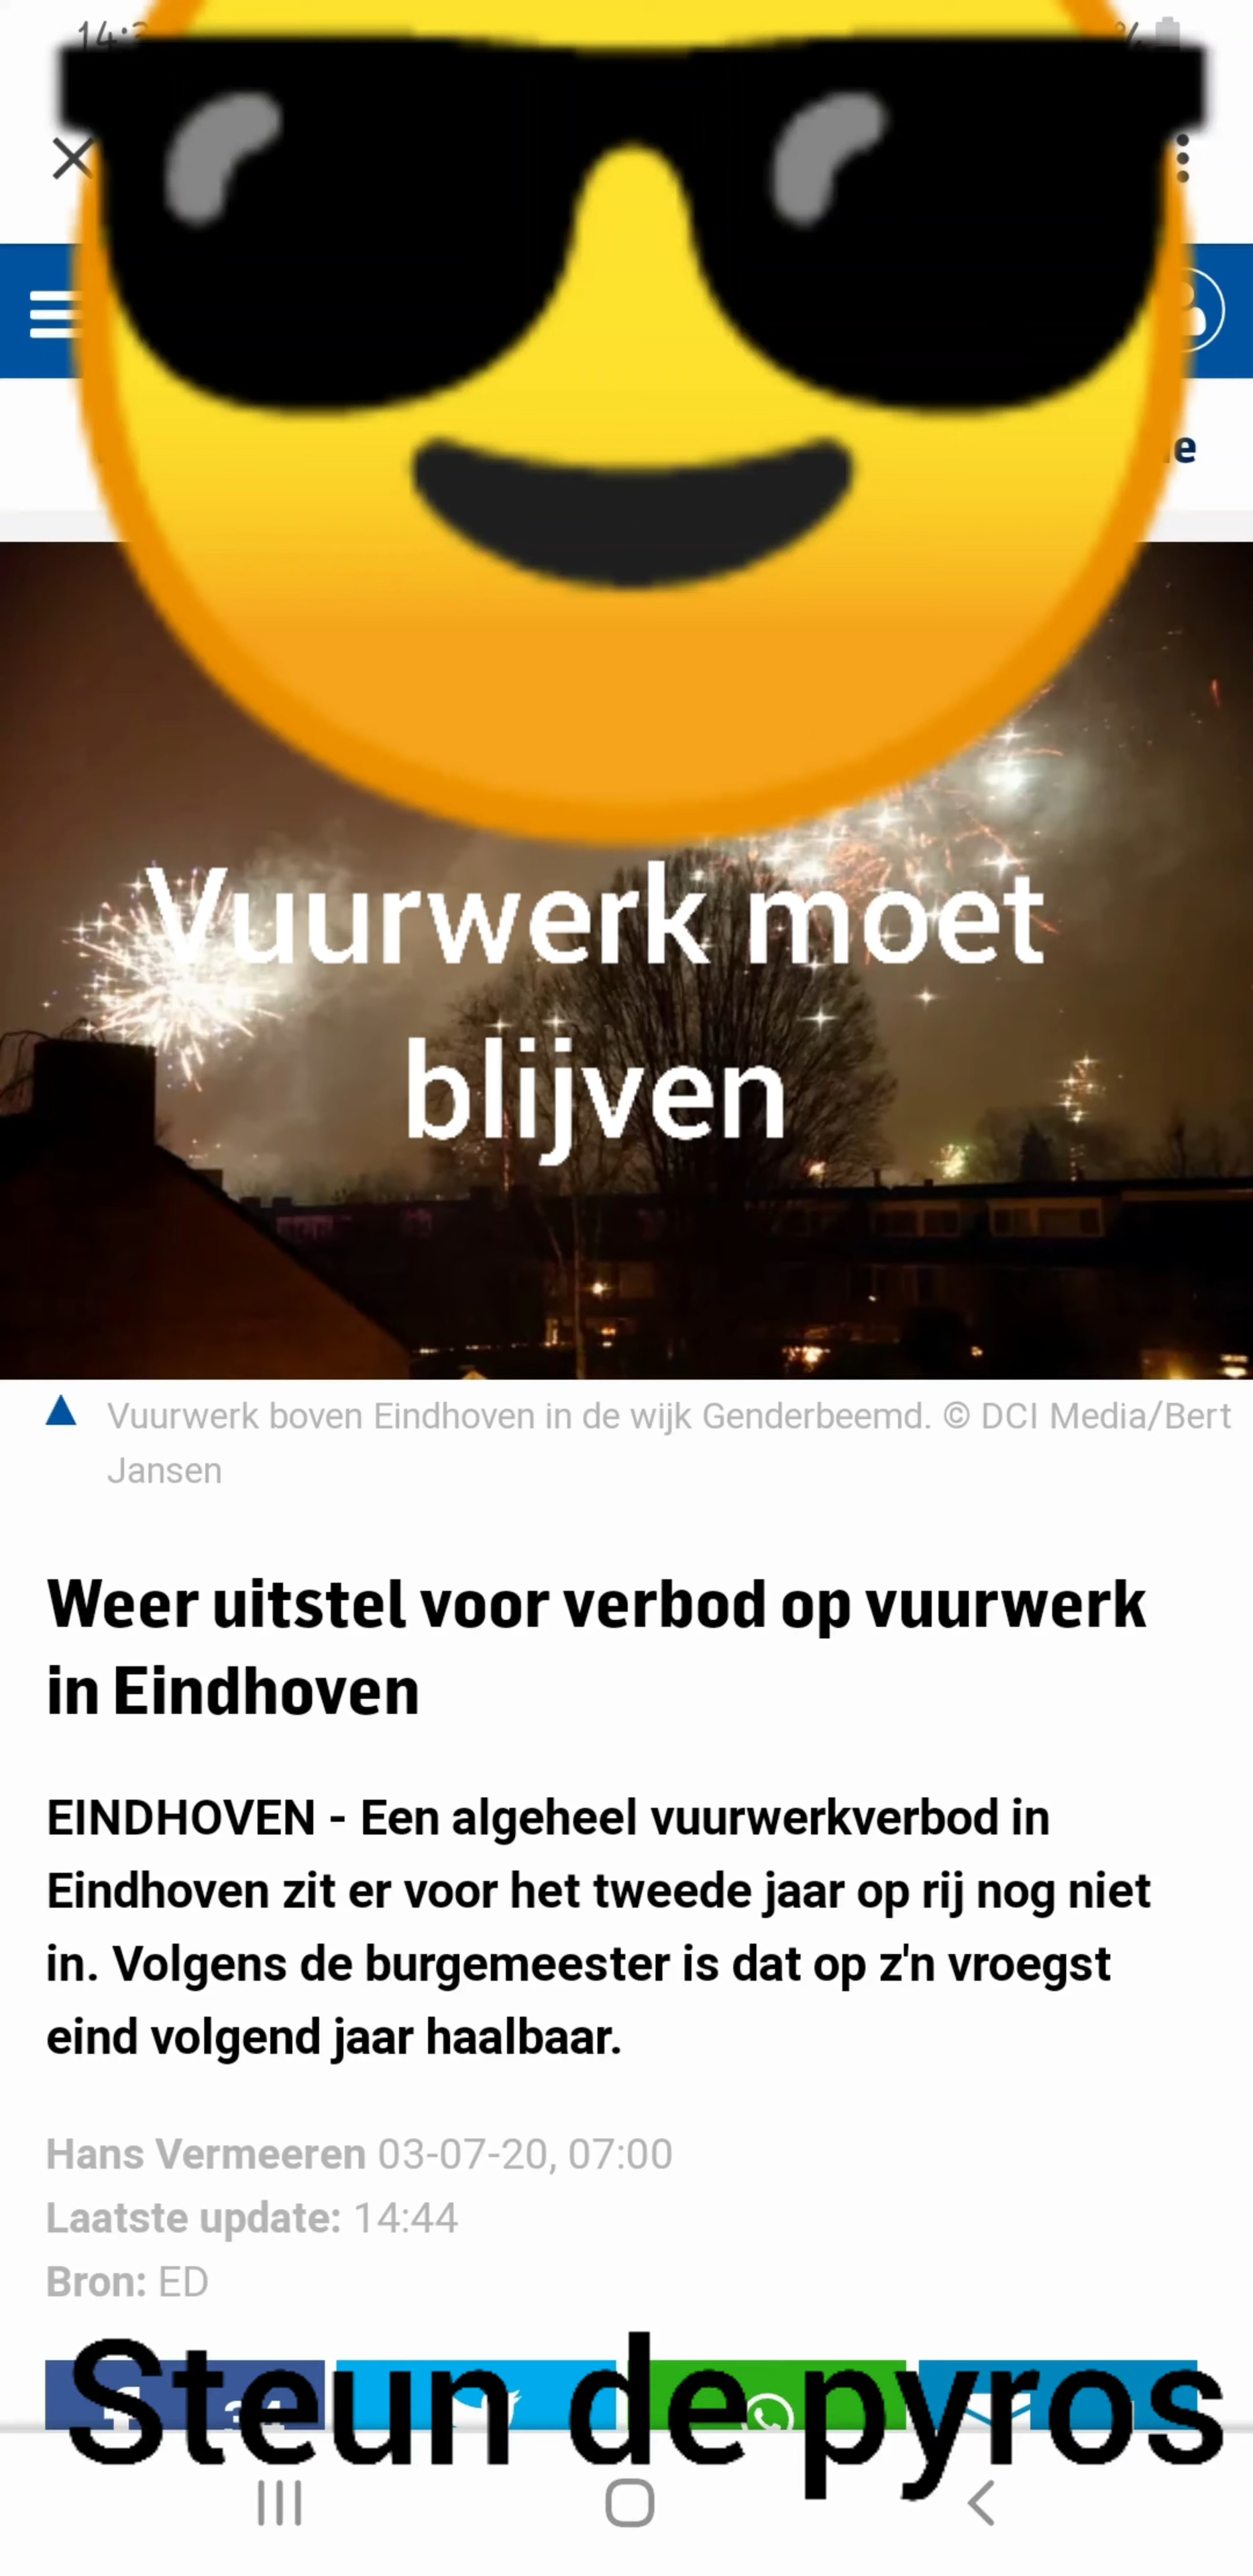 Vuurwerk moet
blijven
Vuurwerk boven Eindhoven in de wijk Genderbeemd. © DCI Media/Bert
Jansen
Weer uitstel voor verbod op vuurwerk
in Eindhoven
EINDHOVEN - Een algeheel vuurwerkverbod in
Eindhoven zit er voor het tweede jaar op rij nog niet
in. Volgens de burgemeester is dat op z'n vroegst
eind volgend jaar haalbaar.
Hans Vermeeren 03-07-20, 07:00
Laatste update: 14:44
Bron: ED
Steun de pyros